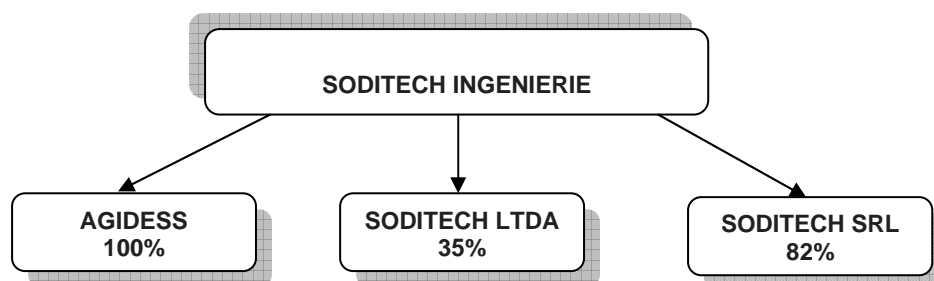 SODITECH INGENIERIE
AGIDESS
100%
SODITECH LTDA
35%
SODITECH SRL
82%